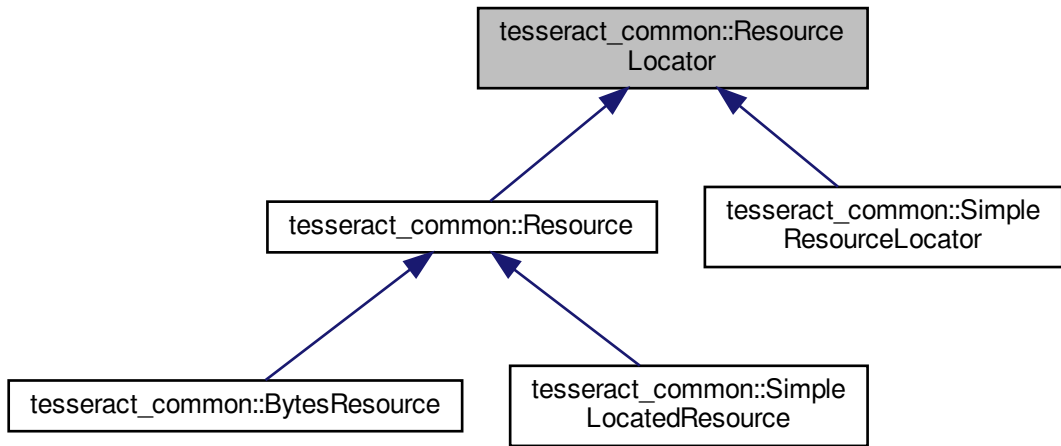 tesseract_common::Resource
Locator
tesseract_common::Resource
tesseract_common::Simple
ResourceLocator
tesseract_common::BytesResource
tesseract_common::Simple
LocatedResource